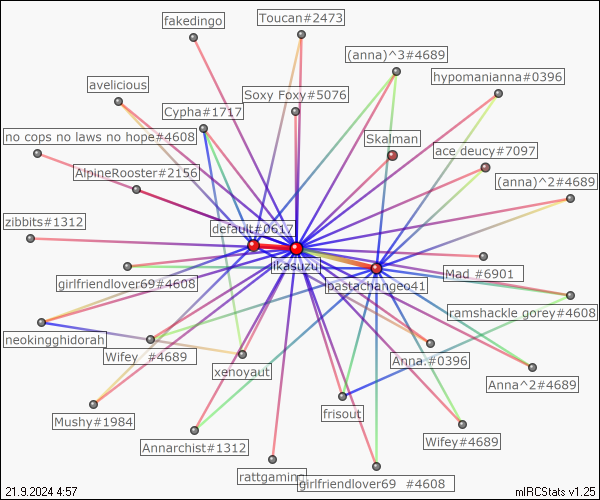 fakedingo
Toucan#2473
(anna)^3#4689
hypomanianna#0396
avelicious
Soxy Foxy#5076
Cypha#1717
no cops no laws no hope#4608
Skalman
ace deucy#7097
AlpineRooster#2156
(anna)^2#4689
zibbits#1312
default#0617
ikasuzu
Mad #6901
girlfriendlover69#4608
pastachangeo41
ramshackle gorey#4608
neokingghidorah
Wifey #4689
Anna.#0396
xenoyaut
Anna^2#4689
Mushy#1984
frisout
Annarchist#1312
Wifey#4689
rattgaming
girlfriendlover69 #4608
21.9.2024 4:57
mIRCStats v1.25